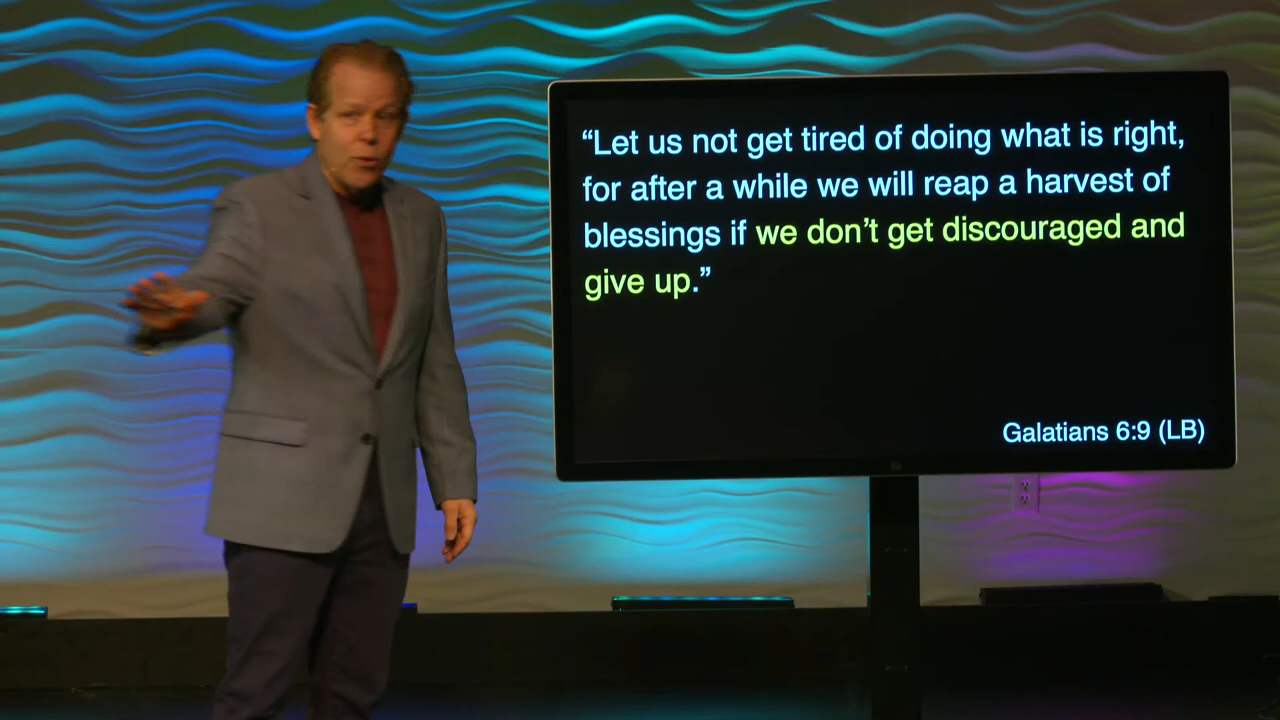 “Let us not get tired of doing what is right,
for after a while we will reap a harvest of
blessings if we don’t get discouraged and
give up.”
Galatians 6:9 (LB)